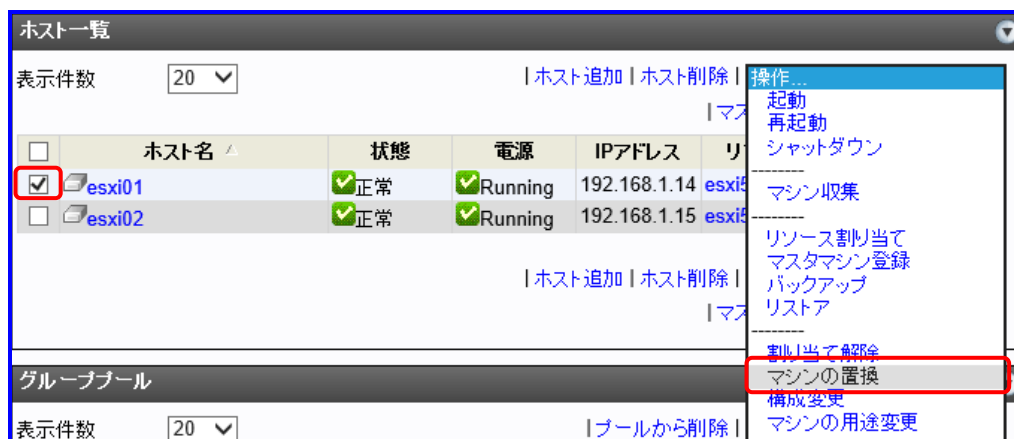 ホスト一覧
表示件数 20 |ホスト追加|ホスト削除| 操作...
起動
|マス
再起動
シャットダウン
--------
マシン収集
--------
リソース割り当て
マスタマシン登録
バックアップ
リストア
--------
割り当て解除
マシンの置換
構成変更
マシンの用途変更
ホスト名 状態 電源 IPアドレス リ
esxi01 正常 Running 192.168.1.14 esxi5
esxi02 正常 Running 192.168.1.15 esxi5
|ホスト追加|ホスト削除|
|マス
グループプール
表示件数 20 |プールから削除|